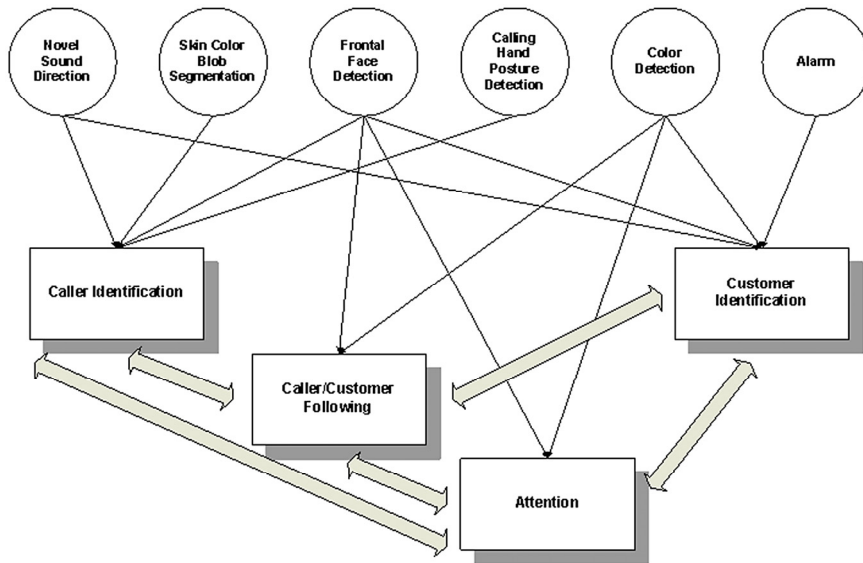 Novel
Sound
Direction
Skin Color
Blob
Segmentation
Frontal
Face
Detection
Calling
Hand
Posture
Detection
Color
Detection
Alarm
Caller Identification
Customer
Identification
Caller/Customer
Following
Attention